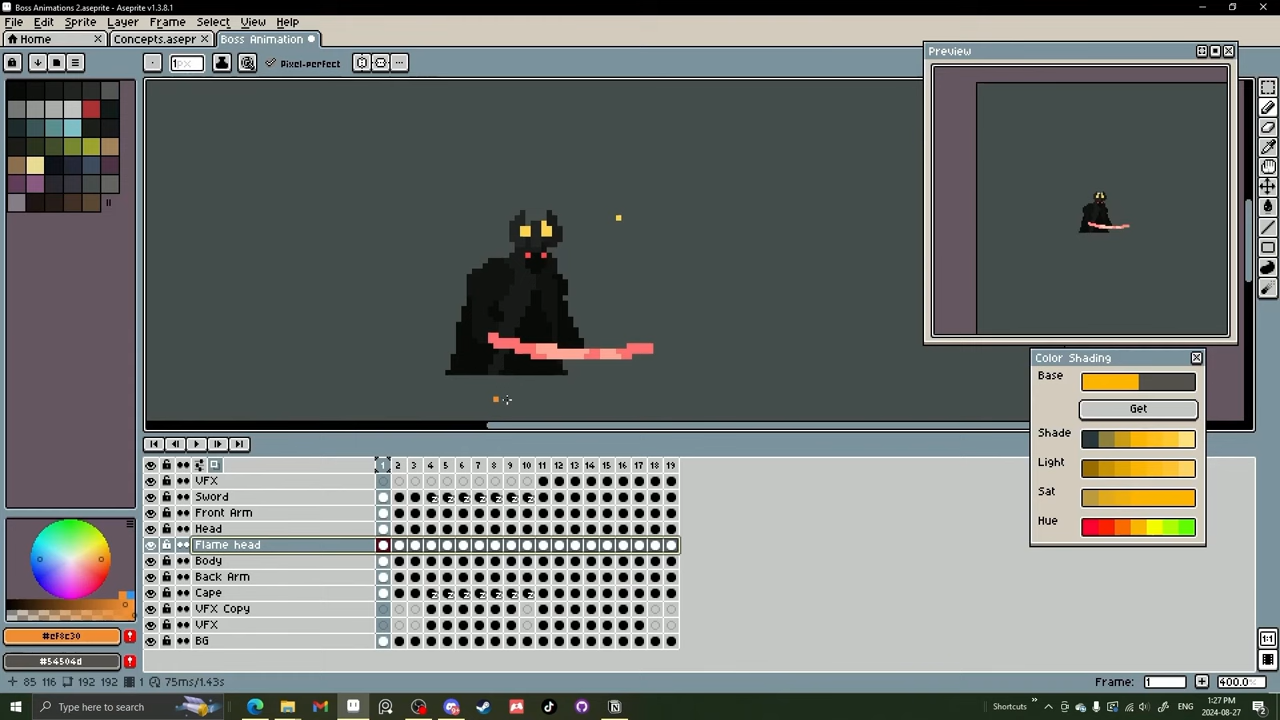 Boss Animations 2.aseprite - Aseprite v1.3.8.1
File Edit Sprite Layer Frame Select View Help
Home Concepts.asepr Boss Animation
1px Pixel-perfect
Preview
Color Shading
Base
Get
Shade
Light
Sat
Hue
1 2 3 4 5 6 7 8 9 10 11 12 13 14 15 16 17 18 19
VFX
Sword
Front Arm
Head
Flame head
Body
Back Arm
Cape
VFX Copy
VFX
BG
#ef8c30
#54504d
85 116 192 192 1 75ms/1.43s
Frame: 1 400.0
1:1
Type here to search
Shortcuts
1:27 PM
2024-08-27